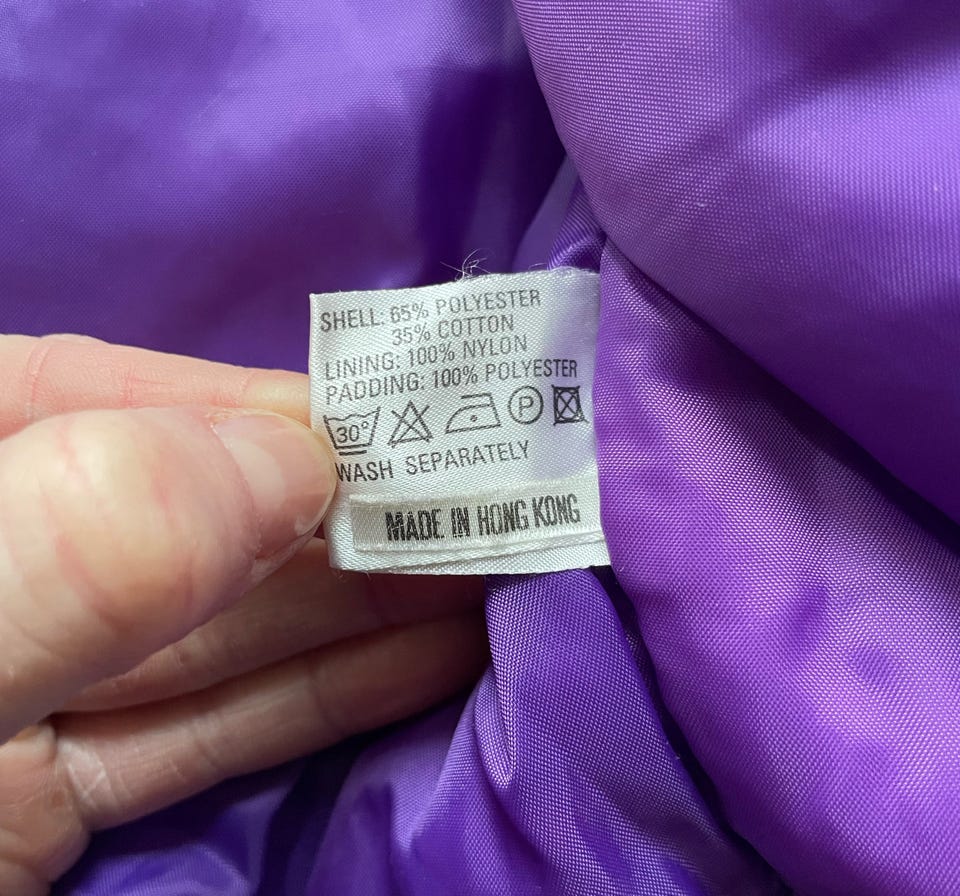 SHELL: 65% POLYESTER
35% COTTON
LINING: 100% NYLON
PADDING: 100% POLYESTER
30° P
WASH SEPARATELY
MADE IN HONG KONG